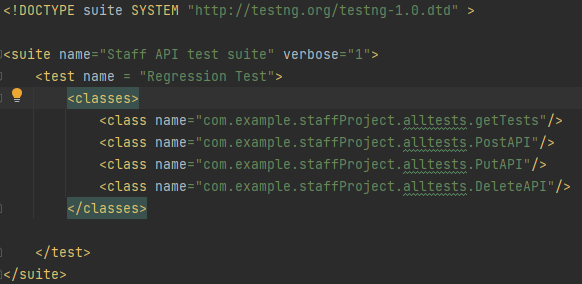 <!DOCTYPE suite SYSTEM "http://testng.org/testng-1.0.dtd" >
<suite name="Staff API test suite" verbose="1">
<test name = "Regression Test">
<classes>
<class name="com.example.staffProject.alltests.getTests"/>
<class name="com.example.staffProject.alltests.PostAPI"/>
<class name="com.example.staffProject.alltests.PutAPI"/>
<class name="com.example.staffProject.alltests.DeleteAPI"/>
</classes>
</test>
</suite>